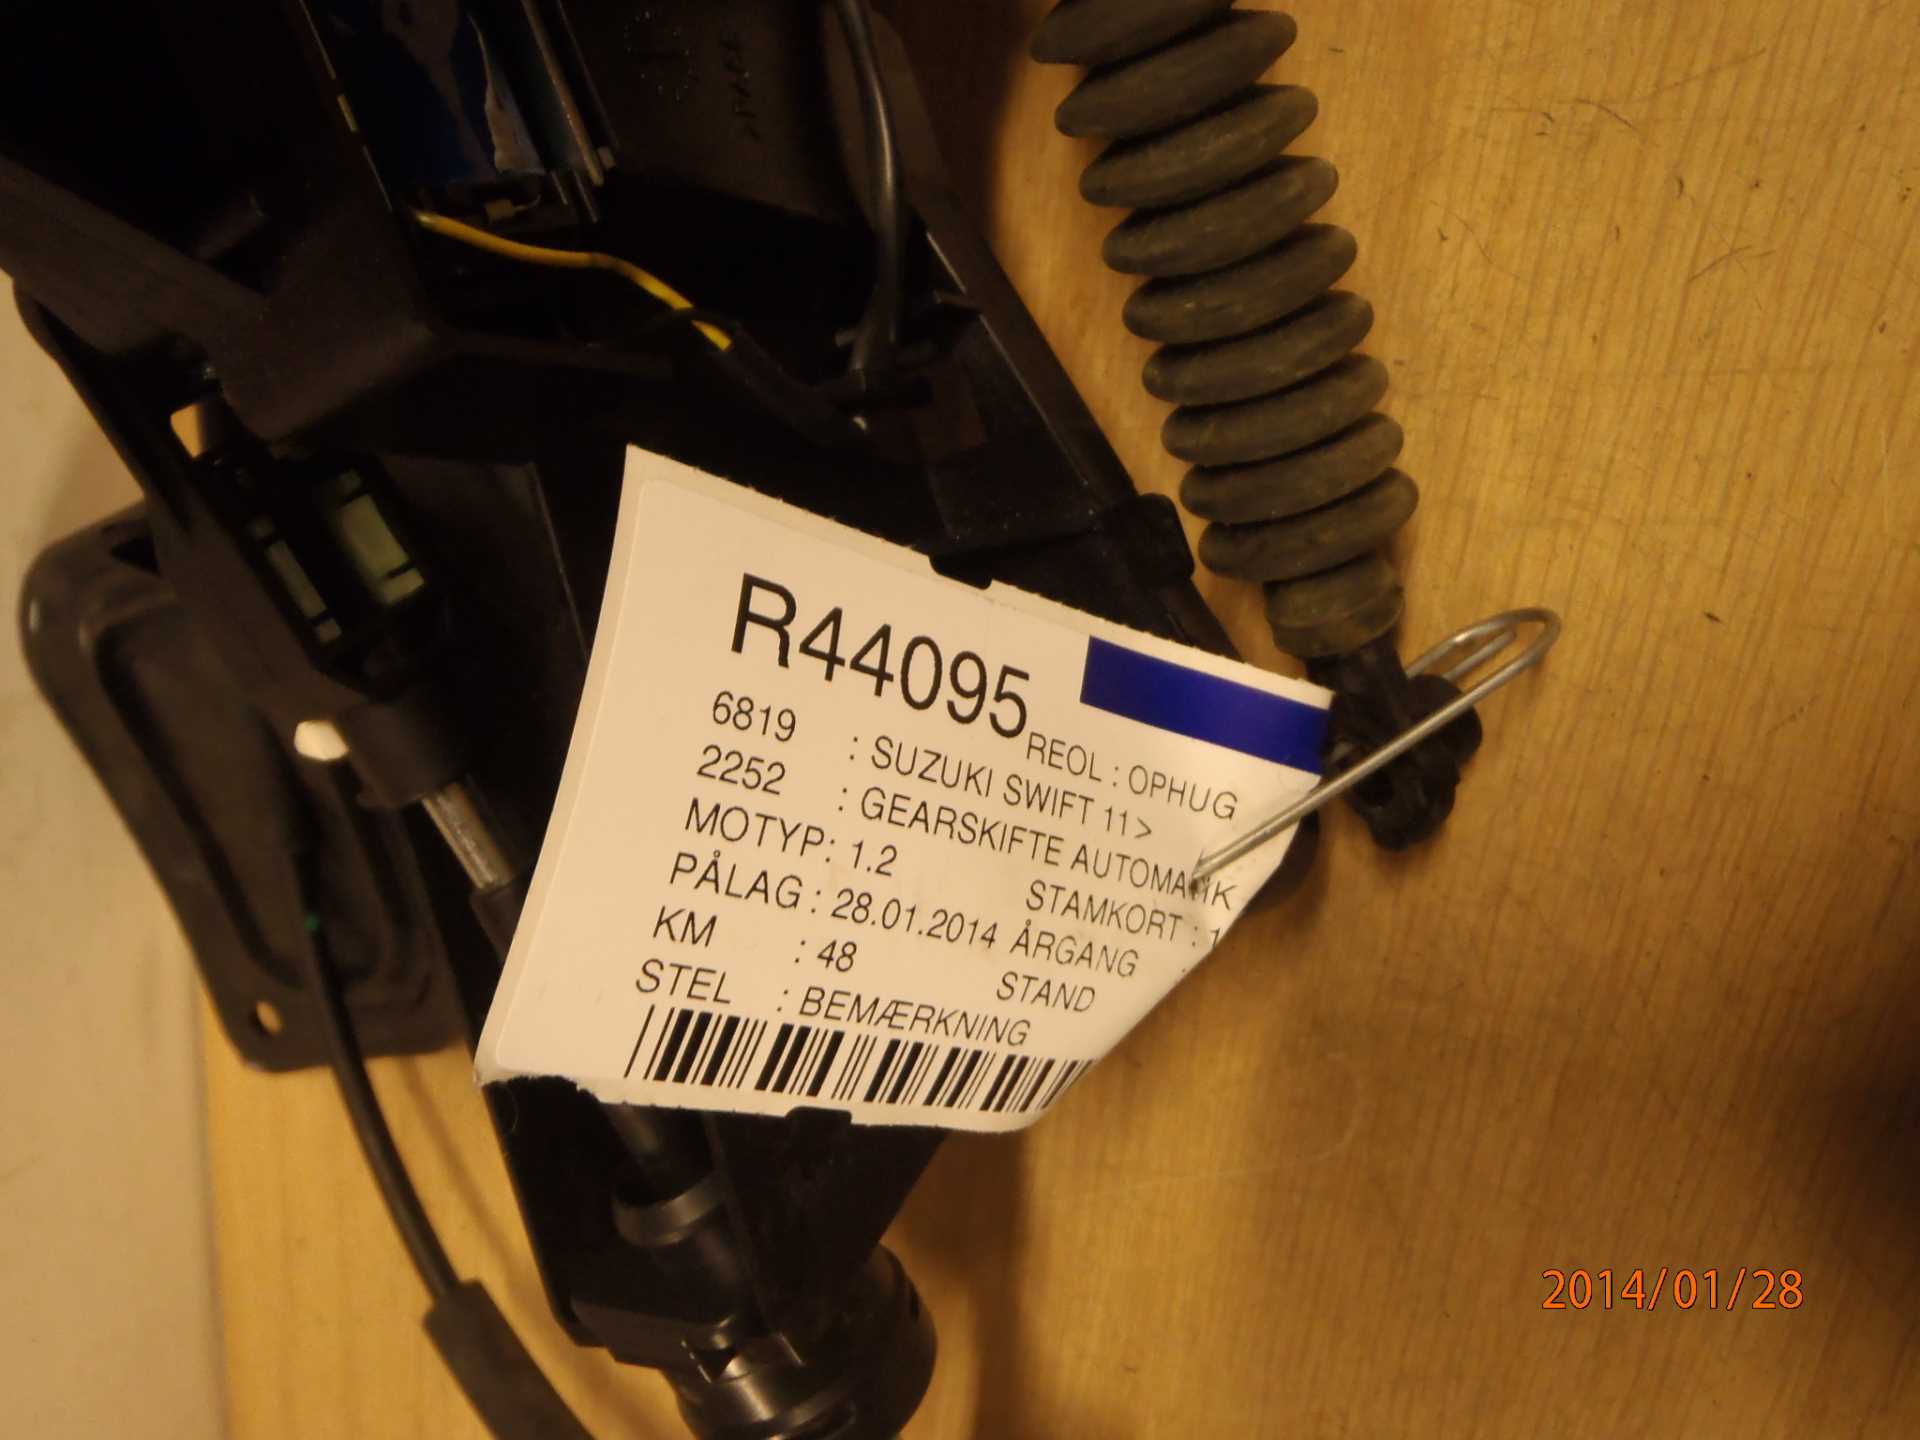 R44095 REOL : OPHUG
6819 : SUZUKI SWIFT 11>
2252 : GEARSKIFTE AUTOMATIK
MOTYP : 1.2 STAMKORT : 1
PÅLAG : 28.01.2014 ÅRGANG :
KM : 48 STAND
STEL : BEMÆRKNING
2014/01/28